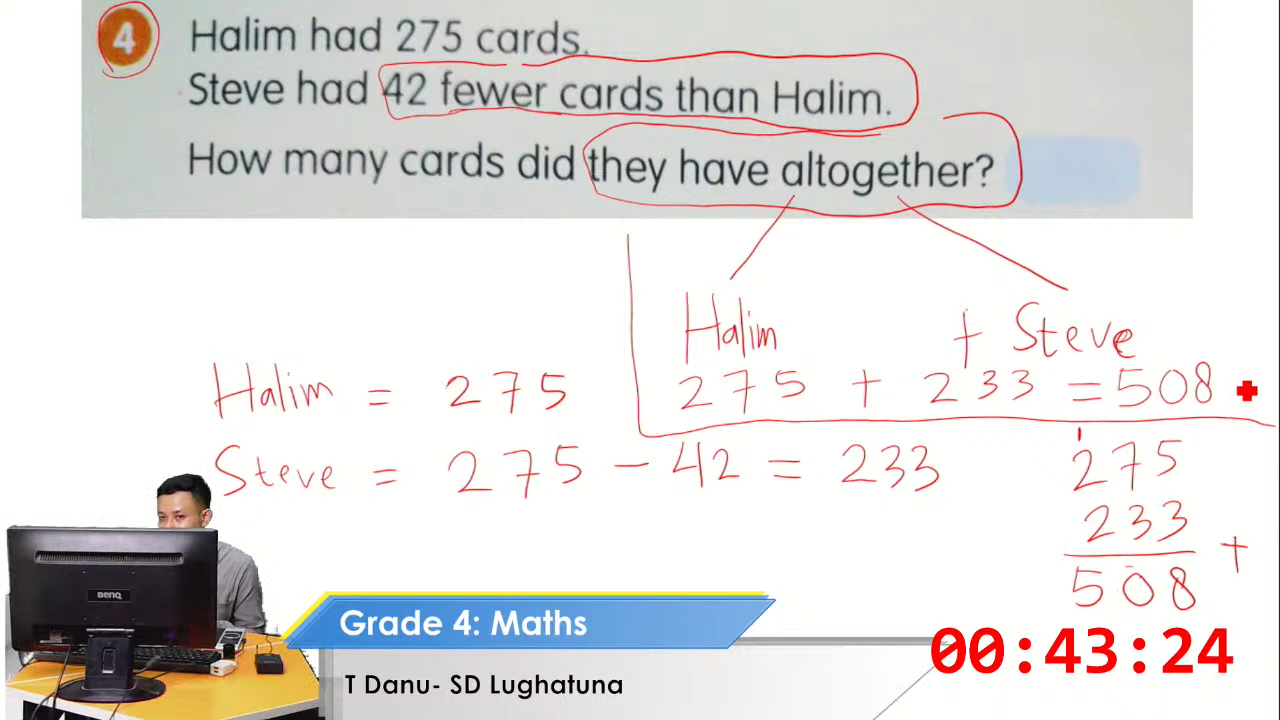 4 Halim had 275 cards.
Steve had 42 fewer cards than Halim.
How many cards did they have altogether?
Halim + Steve
275 + 233 = 508
Halim = 275
Steve = 275 - 42 = 233
1
275
233 +
508
BENQ
Grade 4: Maths
T Danu- SD Lughatuna
00:43:24